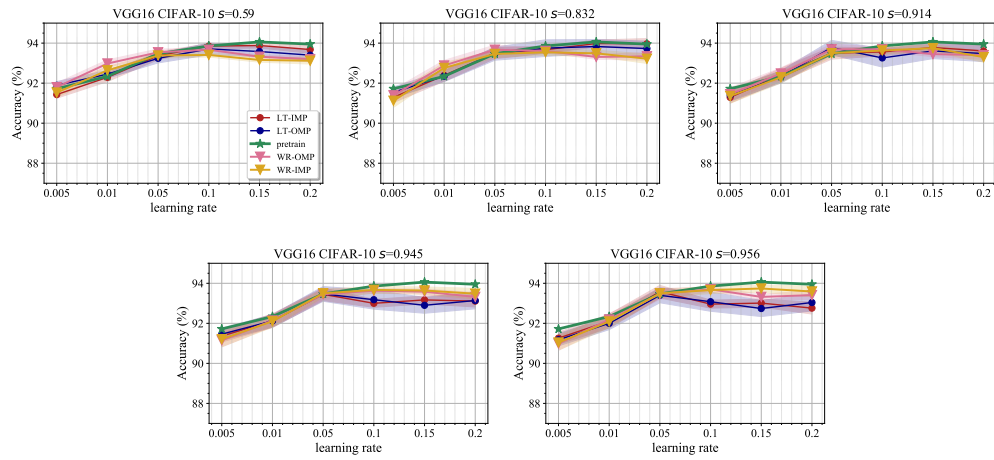 VGG16 CIFAR-10 s=0.59
VGG16 CIFAR-10 s=0.832
VGG16 CIFAR-10 s=0.914
Accuracy (%)
94
92
90
88
0.005 0.01 0.05 0.1 0.15 0.2
learning rate
LT-IMP
LT-OMP
pretrain
WR-OMP
WR-IMP
Accuracy (%)
94
92
90
88
0.005 0.01 0.05 0.1 0.15 0.2
learning rate
Accuracy (%)
94
92
90
88
0.005 0.01 0.05 0.1 0.15 0.2
learning rate
VGG16 CIFAR-10 s=0.945
VGG16 CIFAR-10 s=0.956
Accuracy (%)
94
92
90
88
0.005 0.01 0.05 0.1 0.15 0.2
learning rate
Accuracy (%)
94
92
90
88
0.005 0.01 0.05 0.1 0.15 0.2
learning rate